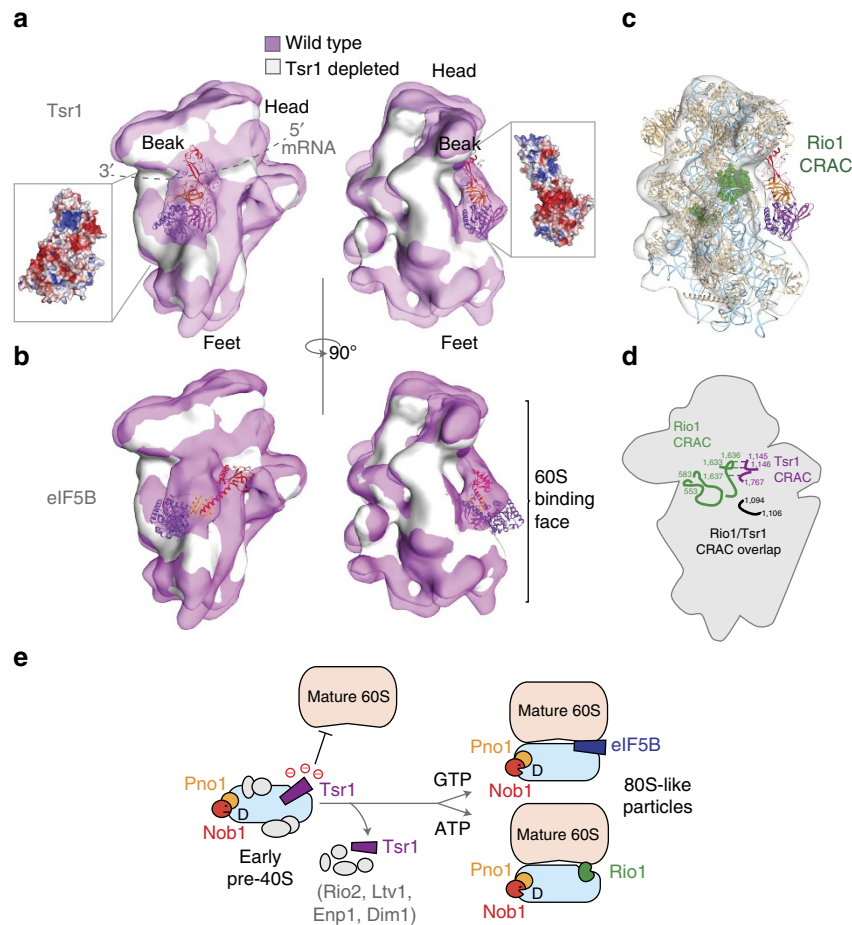 a
Wild type
Tsr1 depleted
Tsr1
Head
Beak
5′
mRNA
3′
Feet
Head
Beak
Feet
90°
b
eIF5B
60S
binding
face
c
Rio1
CRAC
d
Rio1
CRAC
1,636
1,633
1,145
1,146
Tsr1
CRAC
583
1,637
1,767
553
1,094
1,106
Rio1/Tsr1
CRAC overlap
e
Mature 60S
Pno1
Tsr1
D
Nob1
Early
pre-40S
Tsr1
(Rio2, Ltv1,
Enp1, Dim1)
GTP
ATP
Mature 60S
Pno1
eIF5B
D
Nob1
80S-like
particles
Mature 60S
Pno1
Rio1
D
Nob1